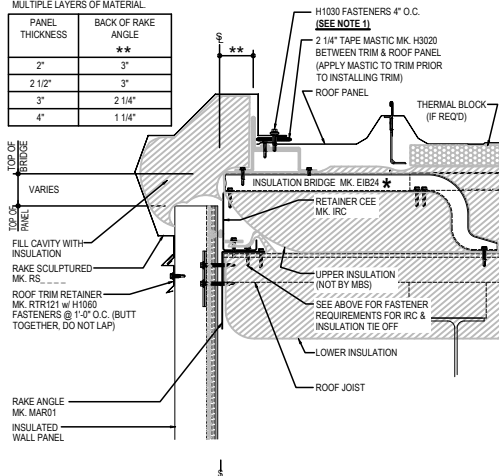 MULTIPLE LAYERS OF MATERIAL.
PANEL THICKNESS
BACK OF RAKE ANGLE
**
2" 3"
2 1/2" 3"
3" 2 1/4"
4" 1 1/4"
**
H1030 FASTENERS 4" O.C.
(SEE NOTE 1)
2 1/4" TAPE MASTIC MK. H3020
BETWEEN TRIM & ROOF PANEL
(APPLY MASTIC TO TRIM PRIOR
TO INSTALLING TRIM)
ROOF PANEL
THERMAL BLOCK
(IF REQ'D)
TOP OF
BRIDGE
VARIES
TOP OF
PANEL
INSULATION BRIDGE MK. EIB24 *
RETAINER CEE
MK. IRC
FILL CAVITY WITH
INSULATION
RAKE SCULPTURED
MK. RS_____
ROOF TRIM RETAINER
MK. RTR121 w/ H1060
FASTENERS @ 1'-0" O.C. (BUTT
TOGETHER, DO NOT LAP)
UPPER INSULATION
(NOT BY MBS)
SEE ABOVE FOR FASTENER
REQUIREMENTS FOR IRC &
INSULATION TIE OFF
LOWER INSULATION
ROOF JOIST
RAKE ANGLE
MK. MAR01
INSULATED
WALL PANEL